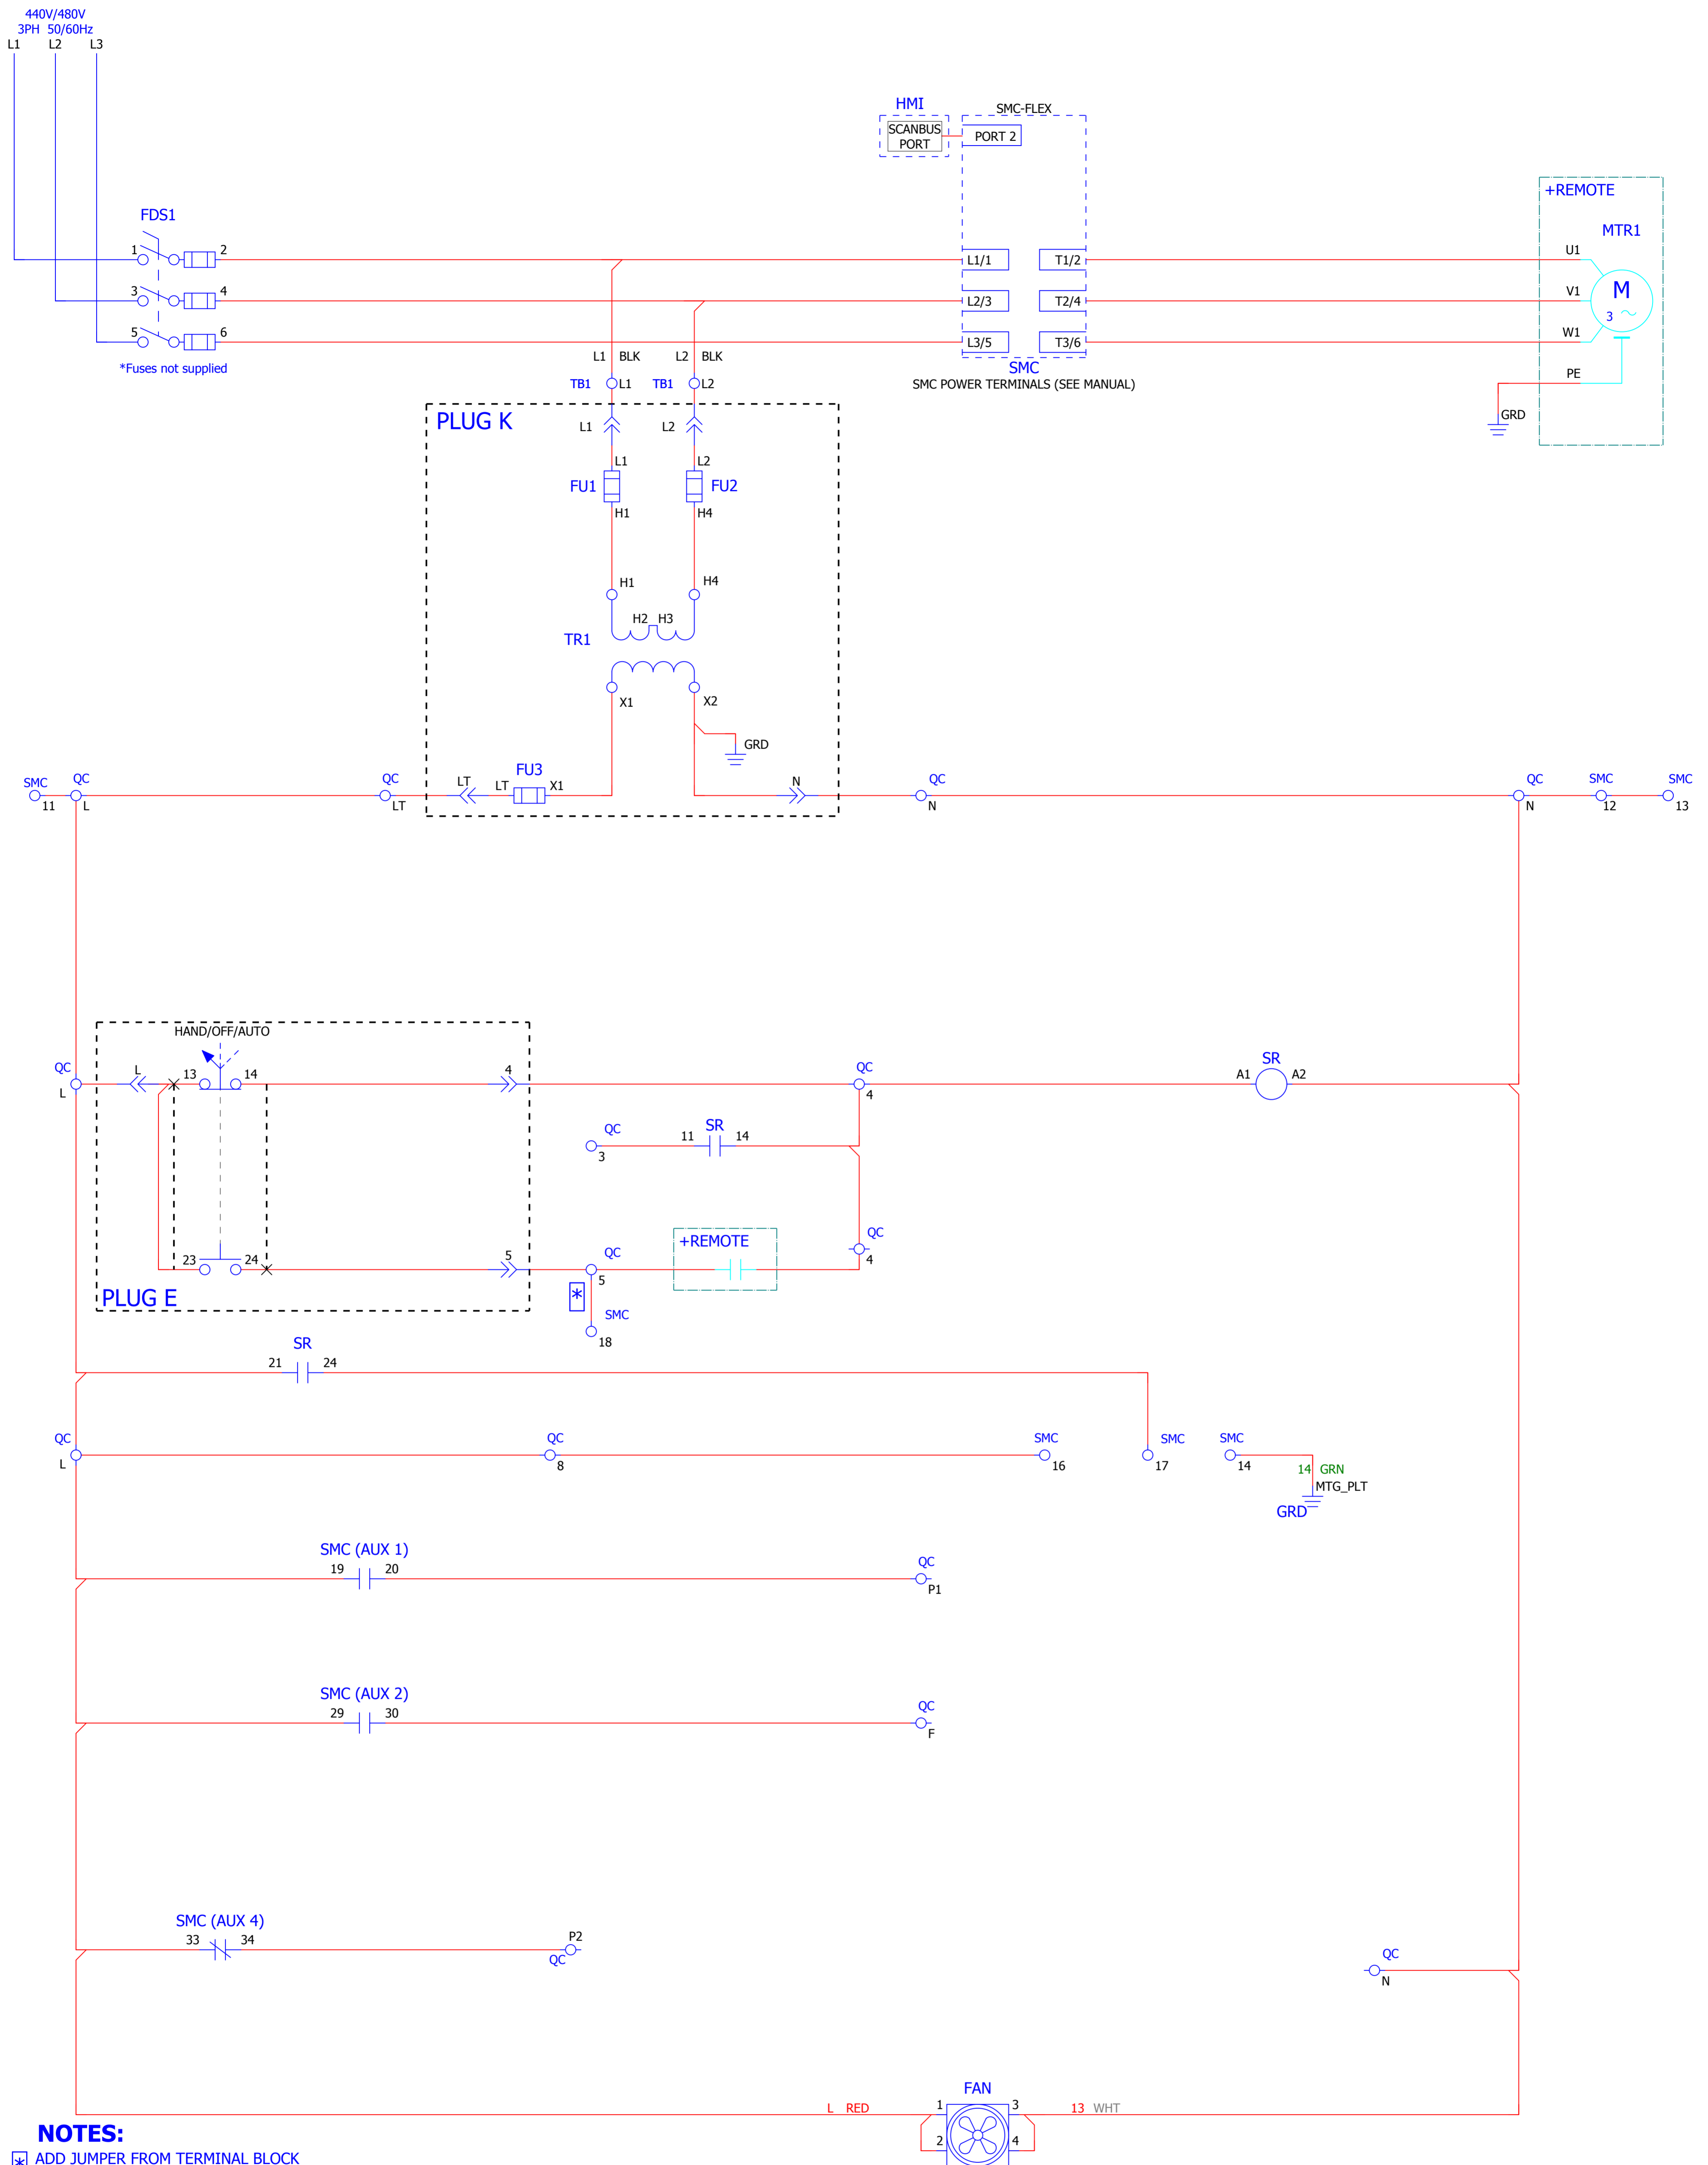 440V/480V
3PH 50/60Hz
L1 L2 L3
HMI
SMC-FLEX
SCANBUS
PORT
PORT 2
+REMOTE
FDS1
MTR1
1 2
L1/1 T1/2
U1
3 4
L2/3 T2/4
V1
M
3
5 6
L3/5 T3/6
W1
*Fuses not supplied
L1 BLK L2 BLK
SMC
SMC POWER TERMINALS (SEE MANUAL)
PE
TB1 L1 TB1 L2
GRD
PLUG K
L1 L2
L1 L2
FU1 FU2
H1 H4
H1 H4
H2 H3
TR1
X1 X2
GRD
SMC QC QC LT LT FU3 X1 N QC QC SMC SMC
11 L LT N N 12 13
HAND/OFF/AUTO
QC L 13 14 4 QC SR
L 4 A1 A2
QC 11 SR 14
3
QC
4
+REMOTE
23 24 5 QC
5
PLUG E
*
SMC
18
SR
21 24
QC QC SMC SMC SMC
L 8 16 17 14
14 GRN
MTG_PLT
GRD
SMC (AUX 1)
19 20 QC
P1
SMC (AUX 2)
29 30 QC
F
SMC (AUX 4)
33 34 P2
QC
QC
N
FAN
L RED 1 3 13 WHT
2 4
NOTES:
* ADD JUMPER FROM TERMINAL BLOCK